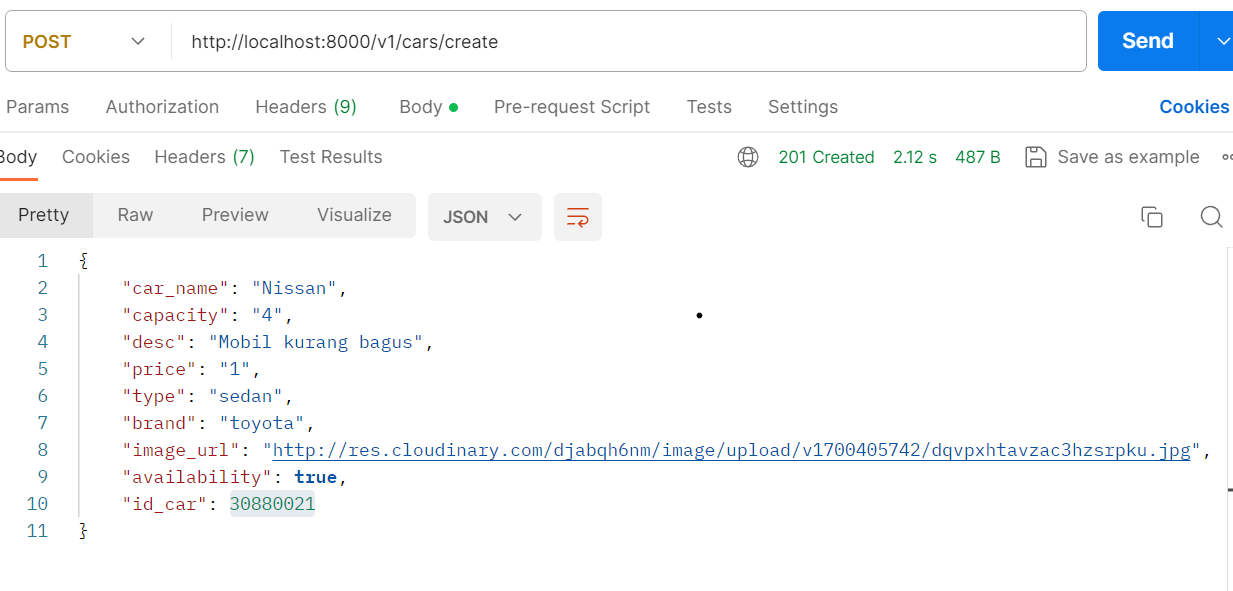 POST http://localhost:8000/v1/cars/create Send
Params Authorization Headers (9) Body Pre-request Script Tests Settings Cookies
Body Cookies Headers (7) Test Results 201 Created 2.12 s 487 B Save as example
Pretty Raw Preview Visualize JSON
1 {
2 "car_name": "Nissan",
3 "capacity": "4",
4 "desc": "Mobil kurang bagus",
5 "price": "1",
6 "type": "sedan",
7 "brand": "toyota",
8 "image_url": "http://res.cloudinary.com/djabqh6nm/image/upload/v1700405742/dqvpxhtavzac3hzsrpku.jpg",
9 "availability": true,
10 "id_car": 30880021
11 }